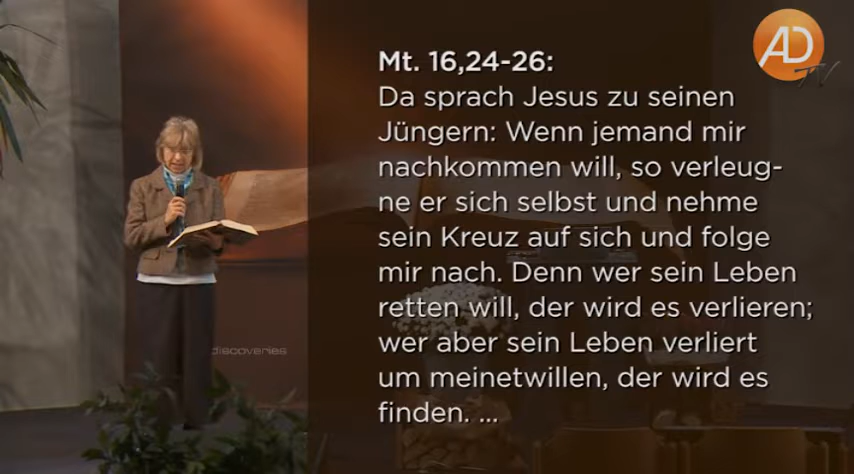 AD
TV
Mt. 16,24-26:
Da sprach Jesus zu seinen
Jüngern: Wenn jemand mir
nachkommen will, so verleug-
ne er sich selbst und nehme
sein Kreuz auf sich und folge
mir nach. Denn wer sein Leben
retten will, der wird es verlieren;
wer aber sein Leben verliert
um meinetwillen, der wird es
finden. ...
discoveries